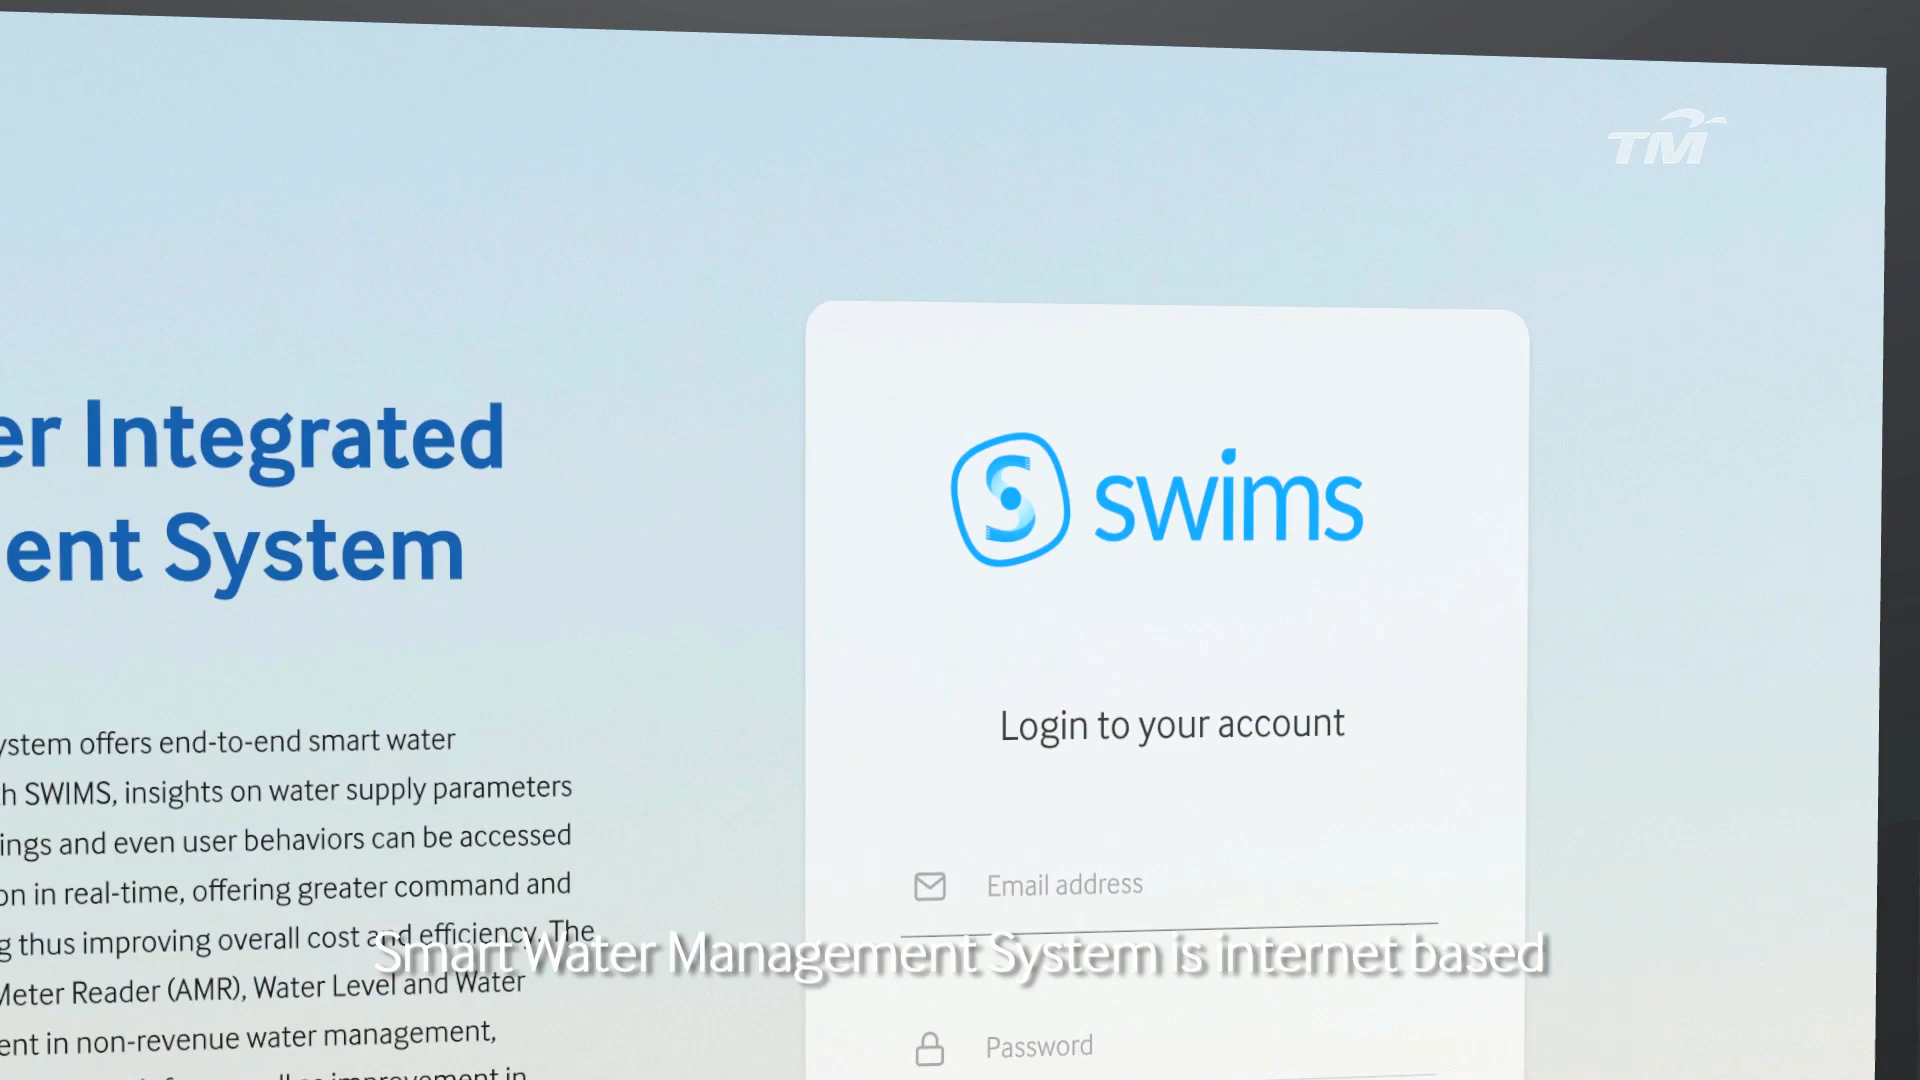 TM
er Integrated
ent System
swims
Login to your account
ystem offers end-to-end smart water
h SWIMS, insights on water supply parameters
ings and even user behaviors can be accessed
on in real-time, offering greater command and
g thus improving overall cost and efficiency. The
Meter Reader (AMR), Water Level and Water
ent in non-revenue water management,
improvement in
Email address
Smart Water Management System is internet based
Password